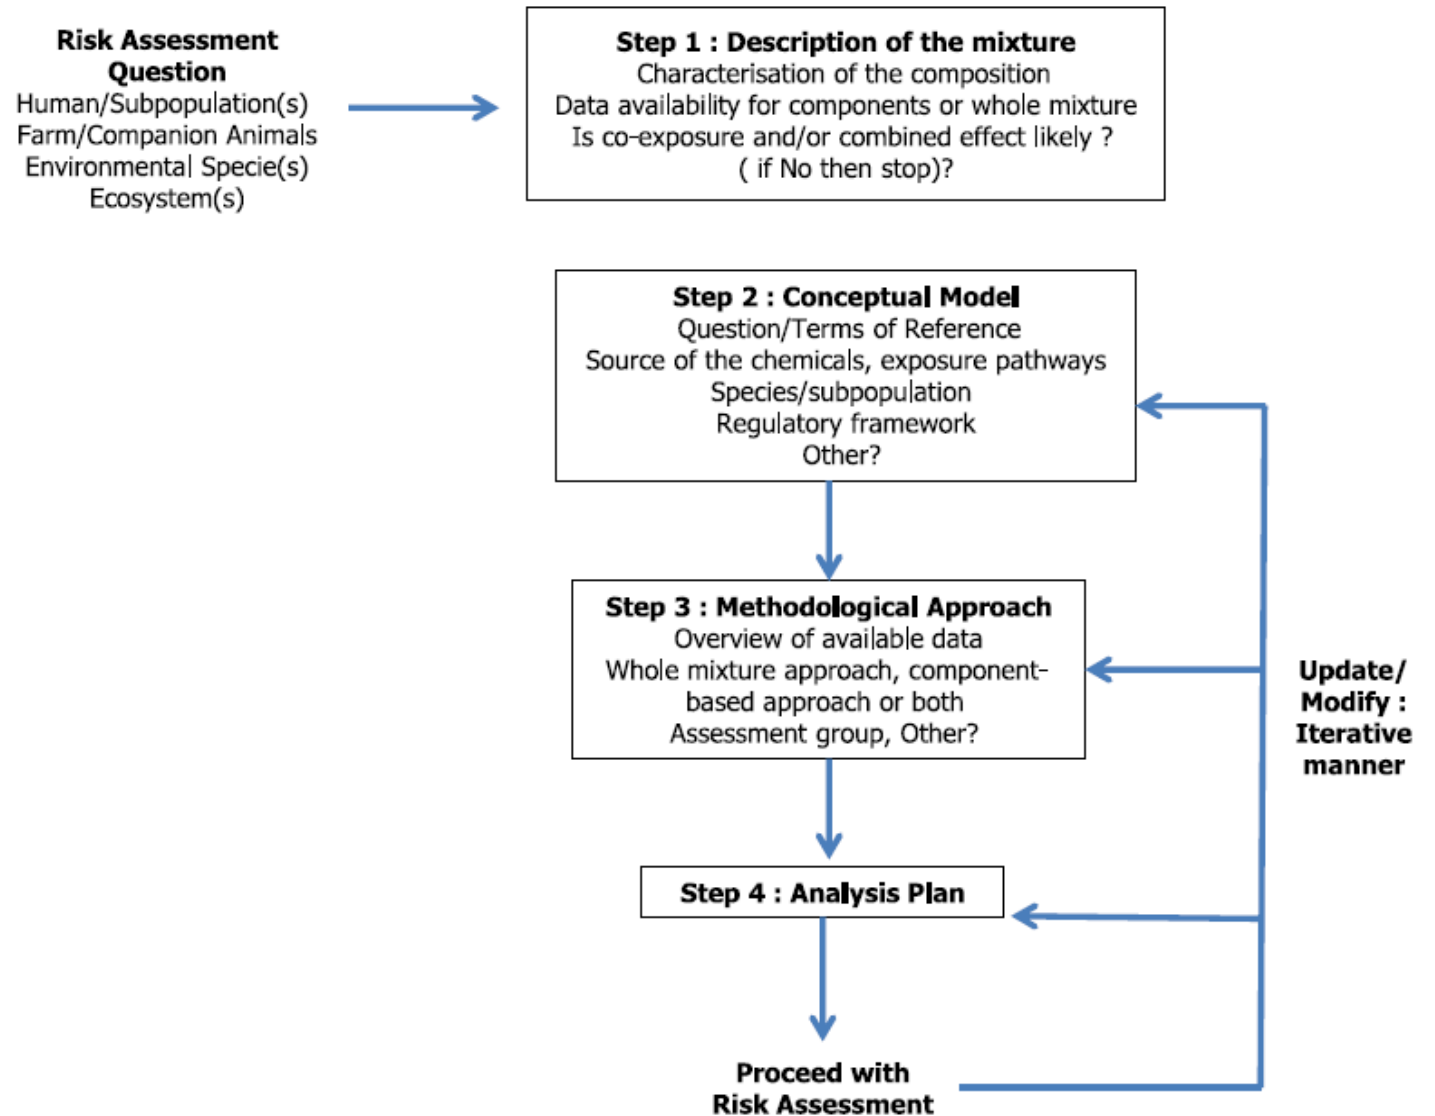 Risk Assessment
Question
Human/Subpopulation(s)
Farm/Companion Animals
Environmental Specie(s)
Ecosystem(s)
Step 1 : Description of the mixture
Characterisation of the composition
Data availability for components or whole mixture
Is co-exposure and/or combined effect likely ?
( if No then stop)?
Step 2 : Conceptual Model
Question/Terms of Reference
Source of the chemicals, exposure pathways
Species/subpopulation
Regulatory framework
Other?
Step 3 : Methodological Approach
Overview of available data
Whole mixture approach, component-
based approach or both
Assessment group, Other?
Update/
Modify :
Iterative
manner
Step 4 : Analysis Plan
Proceed with
Risk Assessment